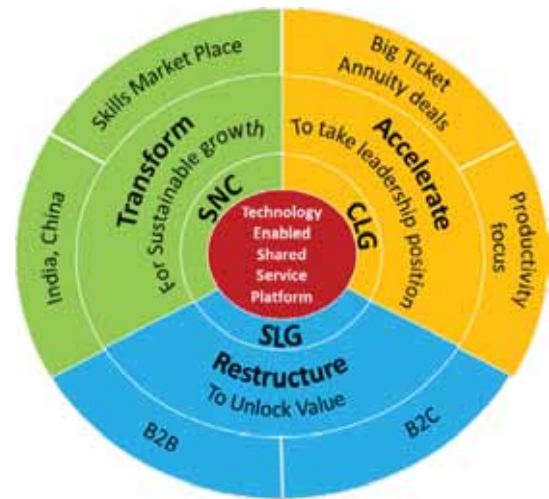 Skills Market Place
India, China
Transform
For Sustainable growth
SNC
Big Ticket
Annuity deals
Productivity
focus
Accelerate
To take leadership position
CLG
Technology
Enabled
Shared
Service
Platform
SLG
Restructure
To Unlock Value
B2B
B2C